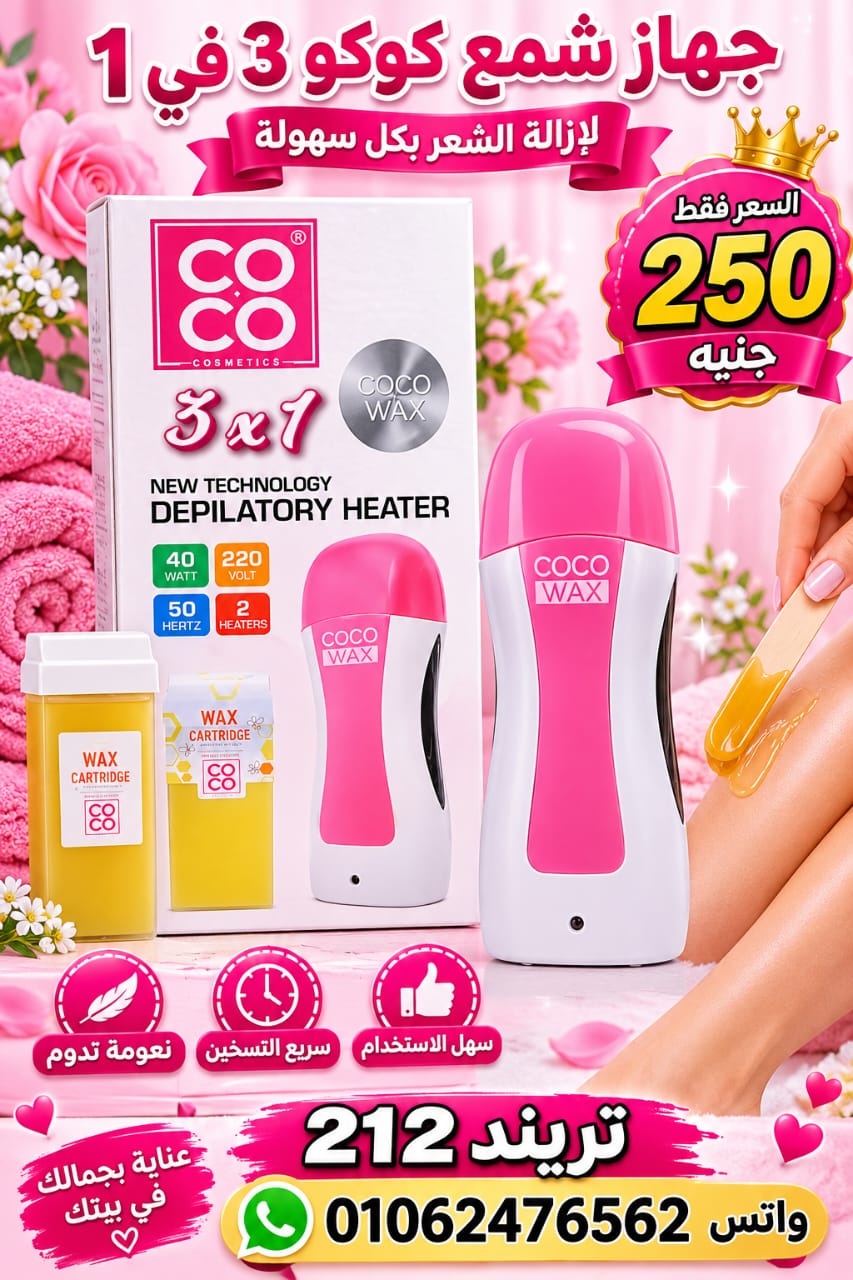 جهاز شمع كوكو 3 في 1
لإزالة الشعر بكل سهولة
السعر فقط
250
جنيه
CO.CO®
COSMETICS
3x1
COCO
WAX
NEW TECHNOLOGY
DEPILATORY HEATER
40
WATT
220
VOLT
50
HERTZ
2
HEATERS
COCO
WAX
COCO
WAX
WAX
CARTRIDGE
CO
CO
WAX
CARTRIDGE
CO
CO
نعومة تدوم
سريع التسخين
سهل الاستخدام
عناية بجمالك
في بيتك
تريند 212
واتس 01062476562